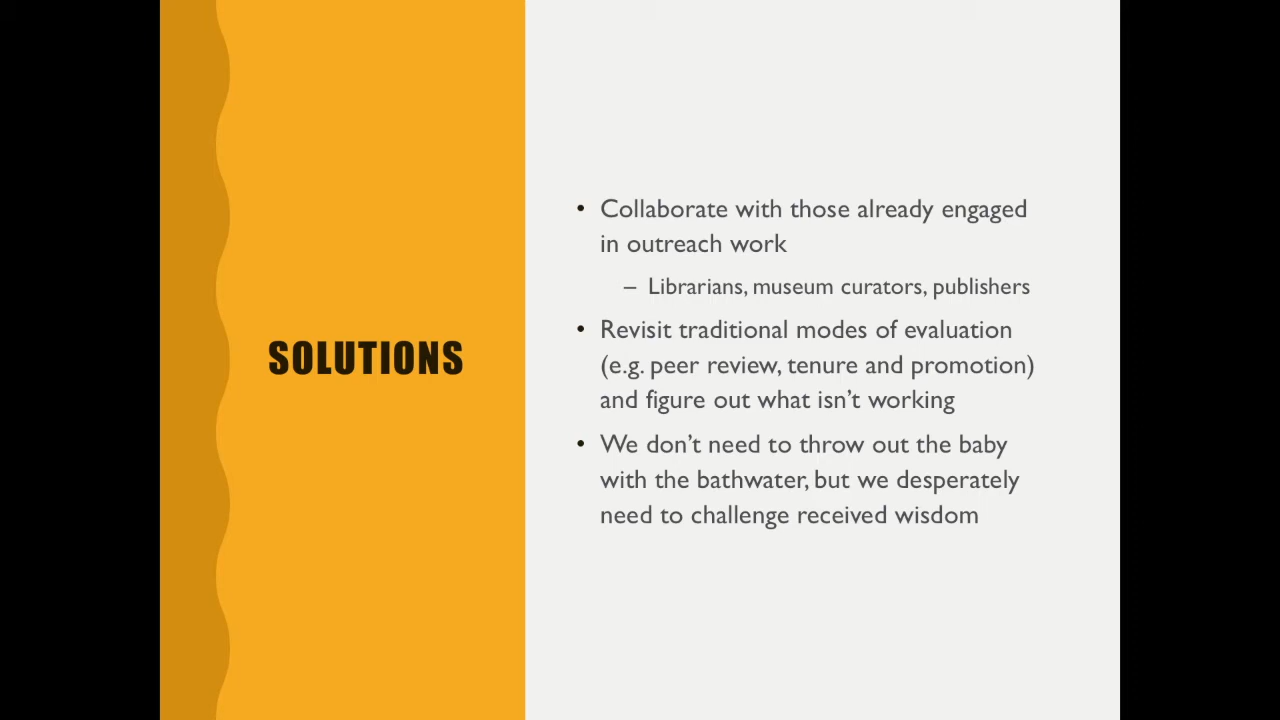 SOLUTIONS
• Collaborate with those already engaged
in outreach work
– Librarians, museum curators, publishers
• Revisit traditional modes of evaluation
(e.g. peer review, tenure and promotion)
and figure out what isn’t working
• We don’t need to throw out the baby
with the bathwater, but we desperately
need to challenge received wisdom